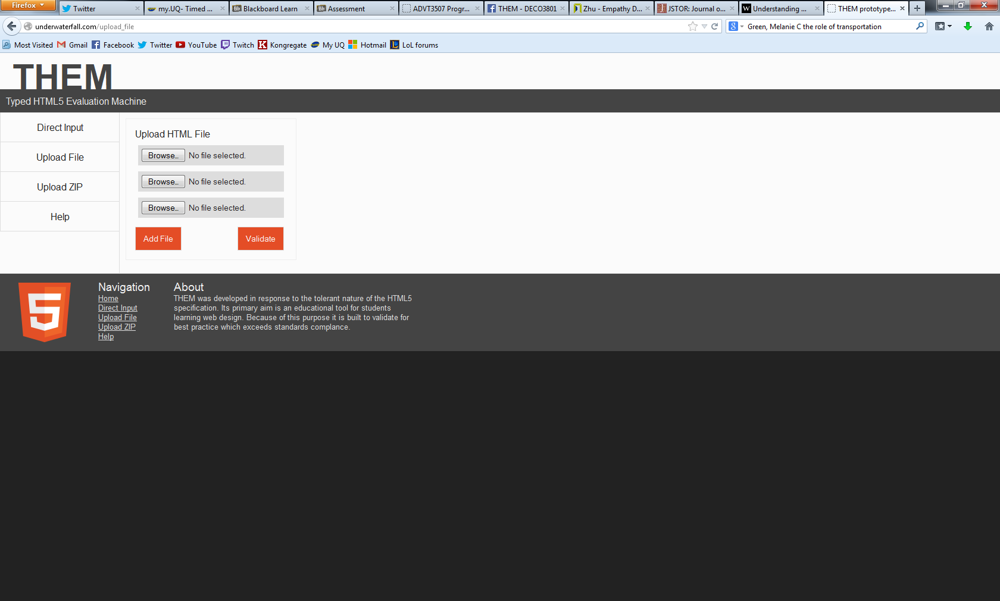 Firefox
Twitter
my.UQ- Timed ...
Blackboard Learn
Assessment
ADVT3507 Progr...
THEM - DECO3801
Zhu - Empathy D...
JSTOR: Journal o...
Understanding ...
THEM prototype...
underwaterfall.com/upload_file
Green, Melanie C the role of transportation
Most Visited
Gmail
Facebook
Twitter
YouTube
Twitch
Kongregate
My UQ
Hotmail
LoL forums
THEM
Typed HTML5 Evaluation Machine
Direct Input
Upload File
Upload ZIP
Help
Upload HTML File
Browse... No file selected.
Browse... No file selected.
Browse... No file selected.
Add File
Validate
Navigation
Home
Direct Input
Upload File
Upload ZIP
Help
About
THEM was developed in response to the tolerant nature of the HTML5
specification. Its primary aim is an educational tool for students
learning web design. Because of this purpose it is built to validate for
best practice which exceeds standards complance.